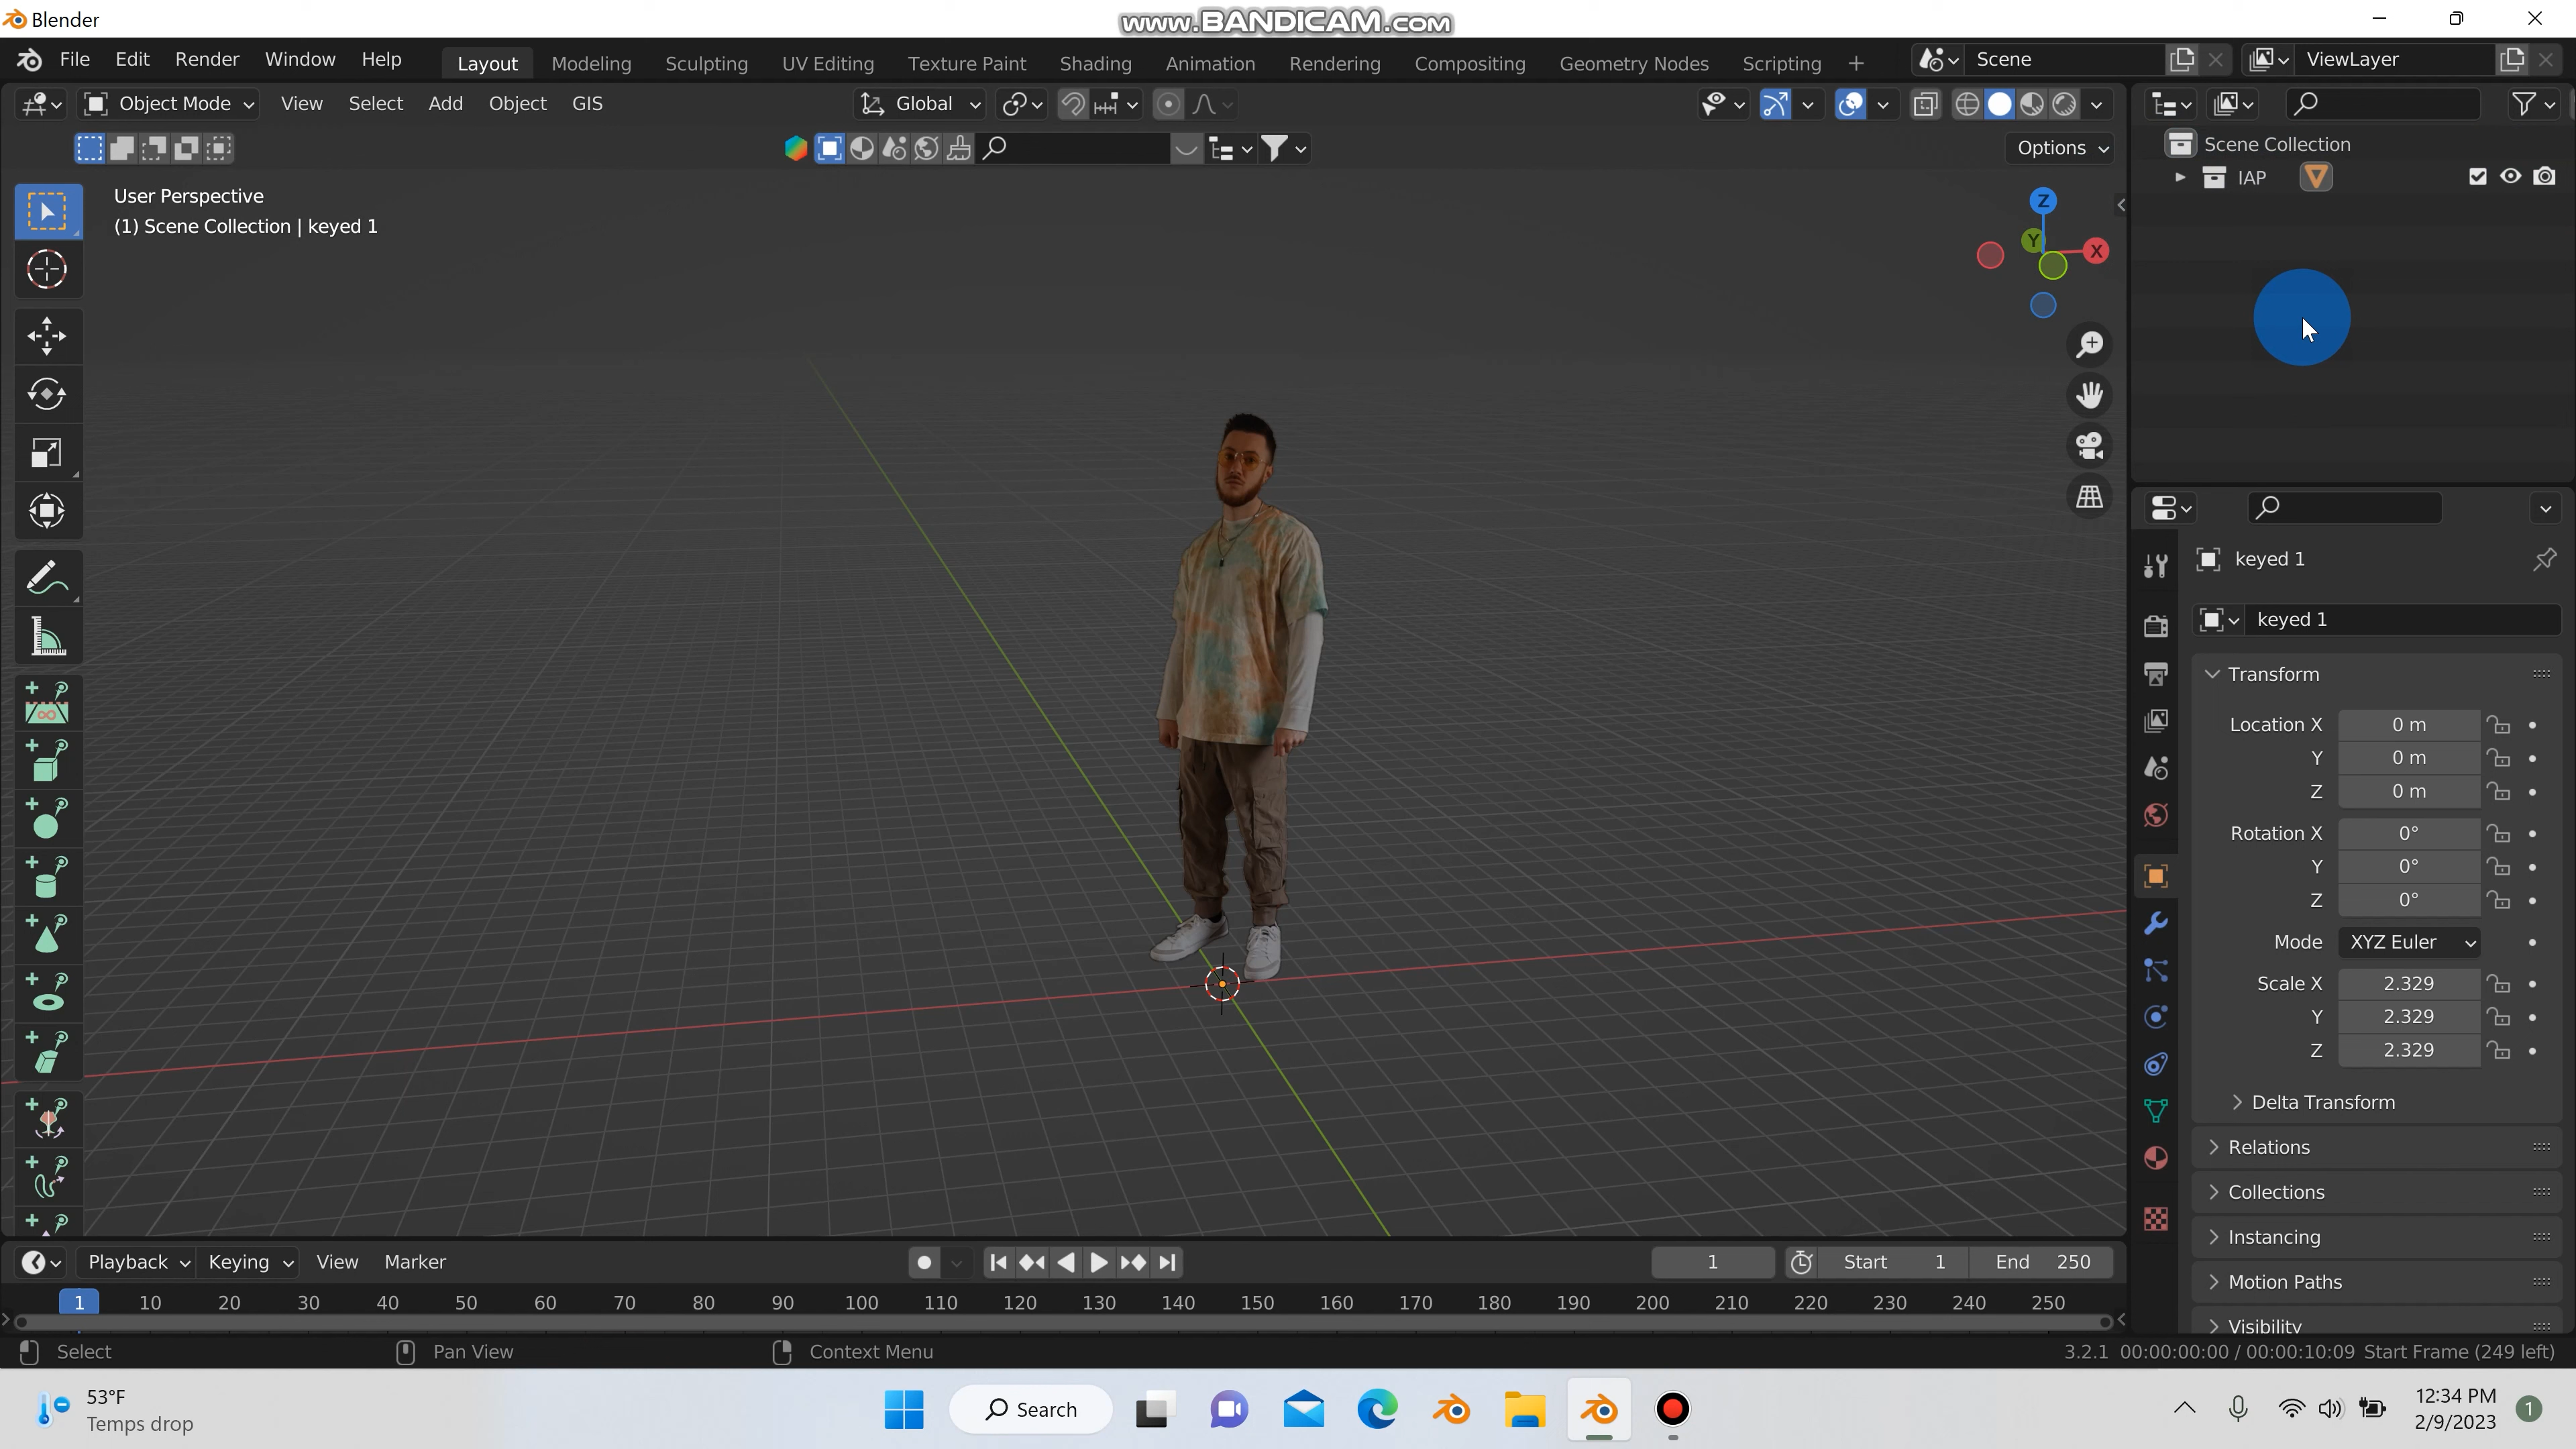 Blender
www.BANDICAM.com
File Edit Render Window Help
Layout Modeling Sculpting UV Editing Texture Paint Shading Animation Rendering Compositing Geometry Nodes Scripting +
Scene
ViewLayer
Object Mode View Select Add Object GIS
Global
Options
User Perspective
(1) Scene Collection | keyed 1
Z
Y
X
Scene Collection
IAP
keyed 1
keyed 1
Transform
Location X 0 m
Y 0 m
Z 0 m
Rotation X 0°
Y 0°
Z 0°
Mode XYZ Euler
Scale X 2.329
Y 2.329
Z 2.329
Delta Transform
Relations
Collections
Instancing
Motion Paths
Visibility
Playback Keying View Marker
1 Start 1 End 250
1 10 20 30 40 50 60 70 80 90 100 110 120 130 140 150 160 170 180 190 200 210 220 230 240 250
Select Pan View Context Menu
3.2.1 00:00:00:00 / 00:00:10:09 Start Frame (249 left)
53°F
Temps drop
Search
12:34 PM
2/9/2023
1